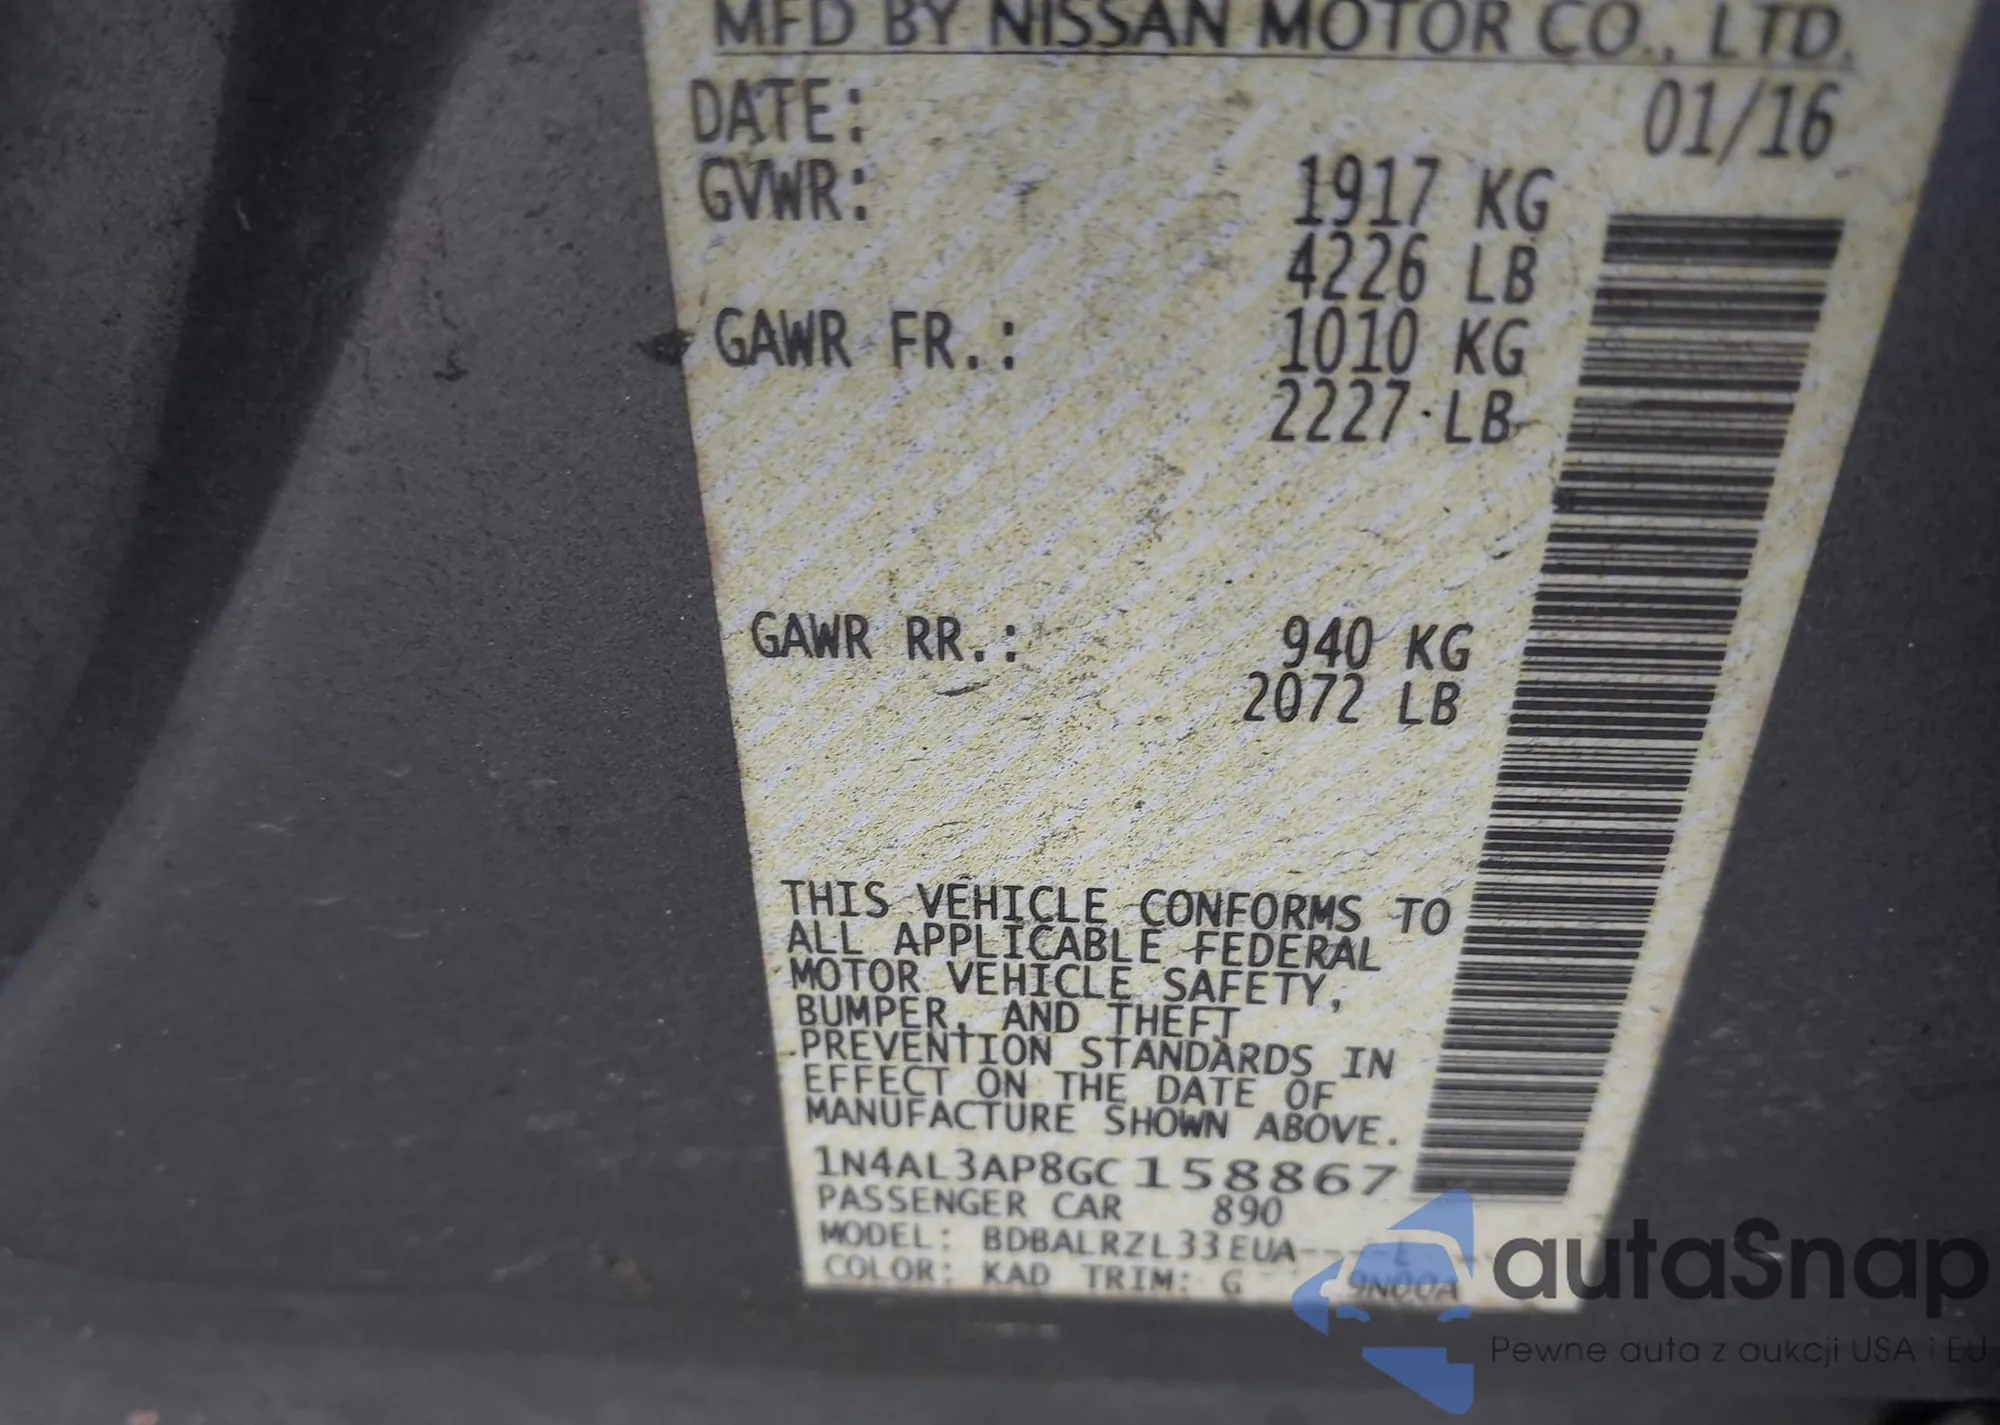 MFD BY NISSAN MOTOR CO., LTD.
DATE: 01/16
GVWR: 1917 KG
4226 LB
GAWR FR.: 1010 KG
2227 LB
GAWR RR.: 940 KG
2072 LB
THIS VEHICLE CONFORMS TO
ALL APPLICABLE FEDERAL
MOTOR VEHICLE SAFETY,
BUMPER, AND THEFT
PREVENTION STANDARDS IN
EFFECT ON THE DATE OF
MANUFACTURE SHOWN ABOVE.
1N4AL3AP8GC158867
PASSENGER CAR 890
MODEL: BDBALRZL33EUA----L
COLOR: KAD TRIM: G 9N00A
autaSnap
Pewne auta z aukcji USA i EU